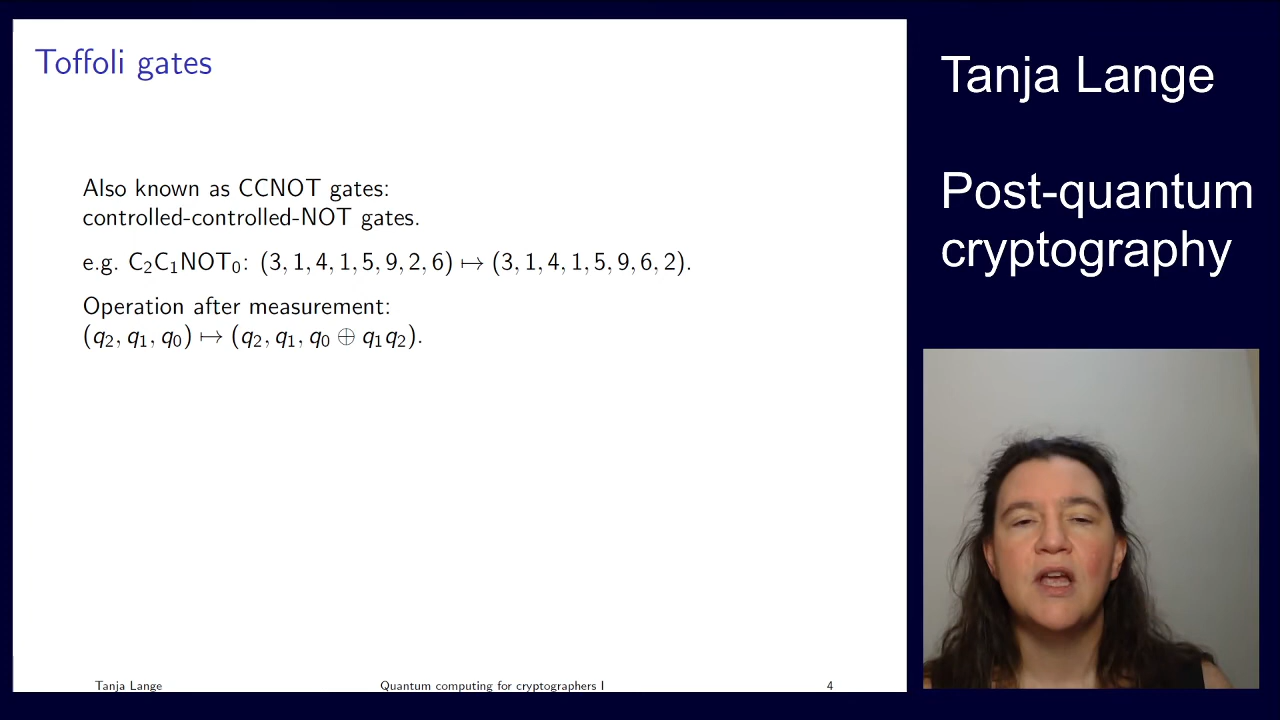 Toffoli gates
Also known as CCNOT gates:
controlled-controlled-NOT gates.
e.g. C₂C₁NOT₀: (3, 1, 4, 1, 5, 9, 2, 6) ↦ (3, 1, 4, 1, 5, 9, 6, 2).
Operation after measurement:
(q₂, q₁, q₀) ↦ (q₂, q₁, q₀ ⊕ q₁q₂).
Tanja Lange
Quantum computing for cryptographers I
4
Tanja Lange
Post-quantum
cryptography